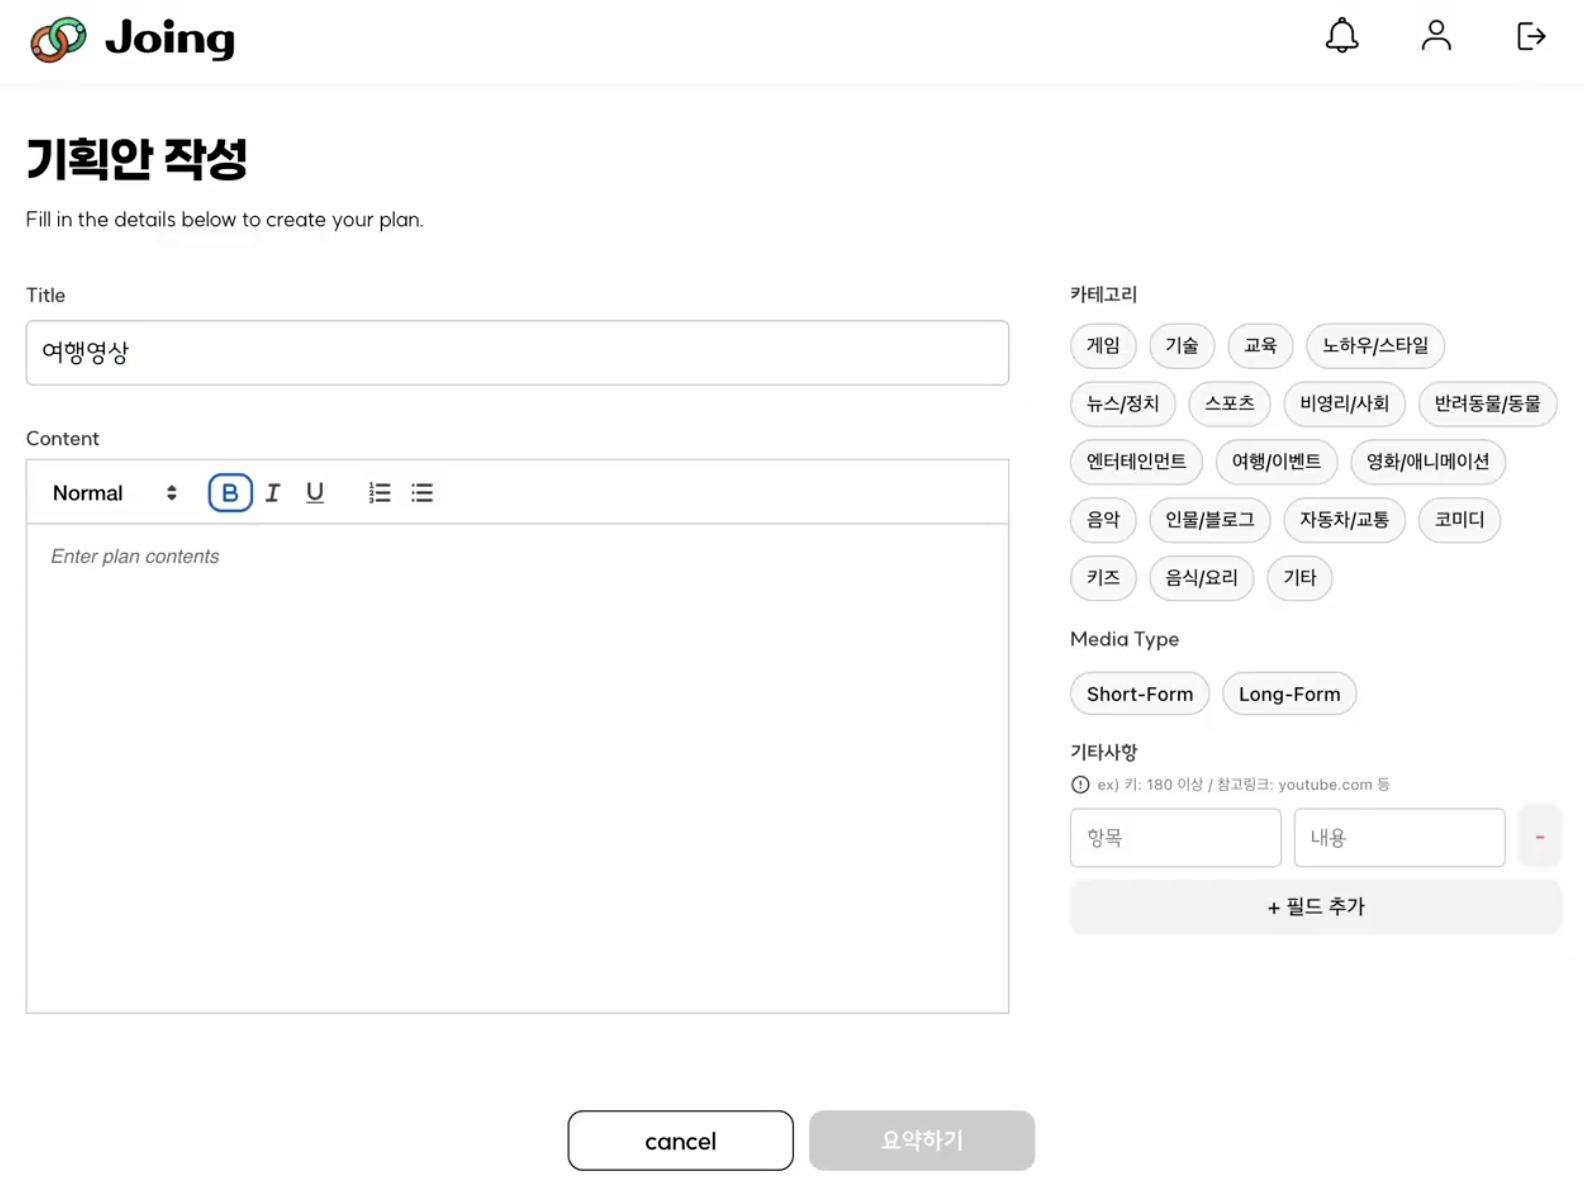 Joing
기획안 작성
Fill in the details below to create your plan.
Title
여행영상
Content
Normal B I U
Enter plan contents
카테고리
게임 기술 교육 노하우/스타일
뉴스/정치 스포츠 비영리/사회 반려동물/동물
엔터테인먼트 여행/이벤트 영화/애니메이션
음악 인물/블로그 자동차/교통 코미디
키즈 음식/요리 기타
Media Type
Short-Form Long-Form
기타사항
ex) 키: 180 이상 / 참고링크: youtube.com 등
항목 내용 -
+ 필드 추가
cancel 요약하기